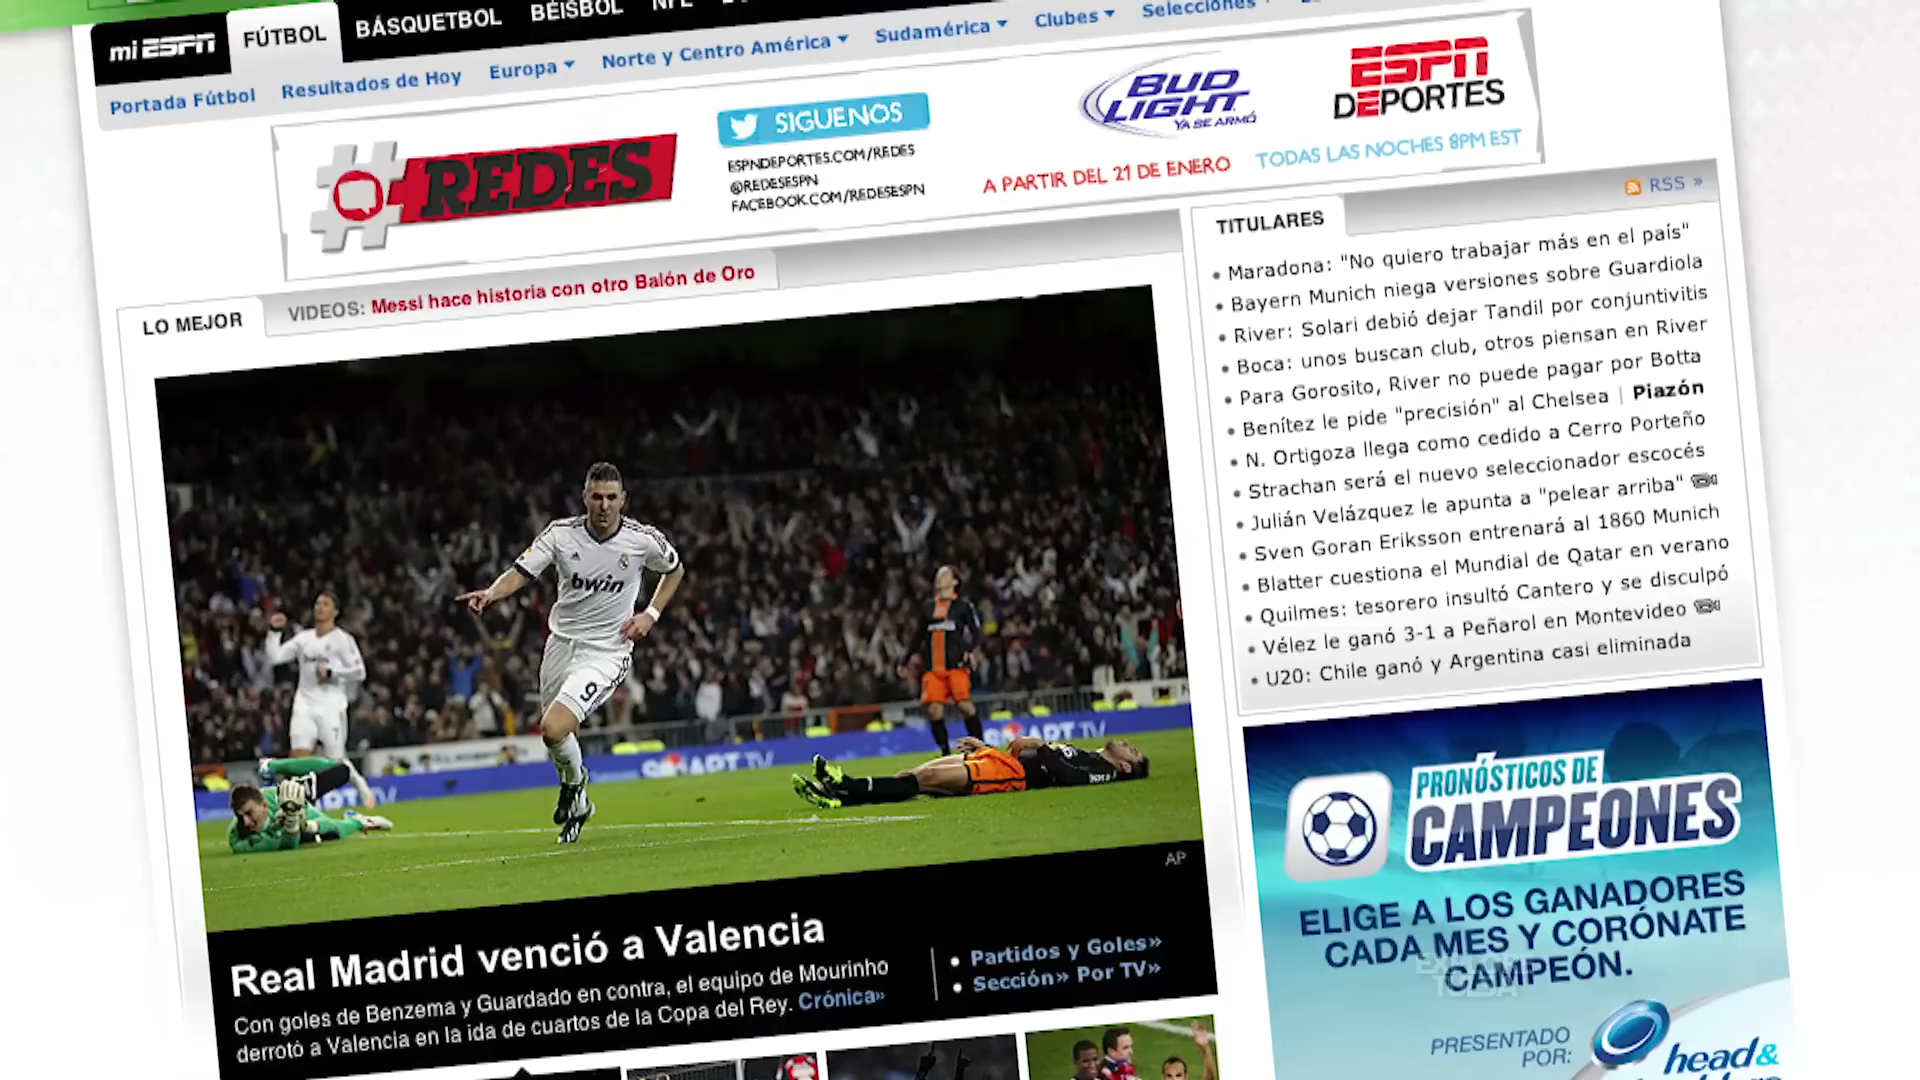 mi ESPN
FÚTBOL
BÁSQUETBOL
BÉISBOL
NFL
Portada Fútbol
Resultados de Hoy
Europa
Norte y Centro América
Sudamérica
Clubes
Selecciones
#REDES
SIGUENOS
ESPNDEPORTES.COM/REDES
@REDESESPN
FACEBOOK.COM/REDESESPN
BUD
LIGHT
YA SE ARMÓ
ESPN
DEPORTES
A PARTIR DEL 21 DE ENERO
TODAS LAS NOCHES 8PM EST
LO MEJOR
VIDEOS: Messi hace historia con otro Balón de Oro
bwin
9
7
AP
Real Madrid venció a Valencia
Con goles de Benzema y Guardado en contra, el equipo de Mourinho
derrotó a Valencia en la ida de cuartos de la Copa del Rey. Crónica»
• Partidos y Goles»
• Sección» Por TV»
TITULARES
RSS »
• Maradona: "No quiero trabajar más en el país"
• Bayern Munich niega versiones sobre Guardiola
• River: Solari debió dejar Tandil por conjuntivitis
• Boca: unos buscan club, otros piensan en River
• Para Gorosito, River no puede pagar por Botta
• Benítez le pide "precisión" al Chelsea | Piazón
• N. Ortigoza llega como cedido a Cerro Porteño
• Strachan será el nuevo seleccionador escocés
• Julián Velázquez le apunta a "pelear arriba"
• Sven Goran Eriksson entrenará al 1860 Munich
• Blatter cuestiona el Mundial de Qatar en verano
• Quilmes: tesorero insultó Cantero y se disculpó
• Vélez le ganó 3-1 a Peñarol en Montevideo
• U20: Chile ganó y Argentina casi eliminada
PRONÓSTICOS DE
CAMPEONES
ELIGE A LOS GANADORES
CADA MES Y CORÓNATE
CAMPEÓN.
PRESENTADO
POR:
head&